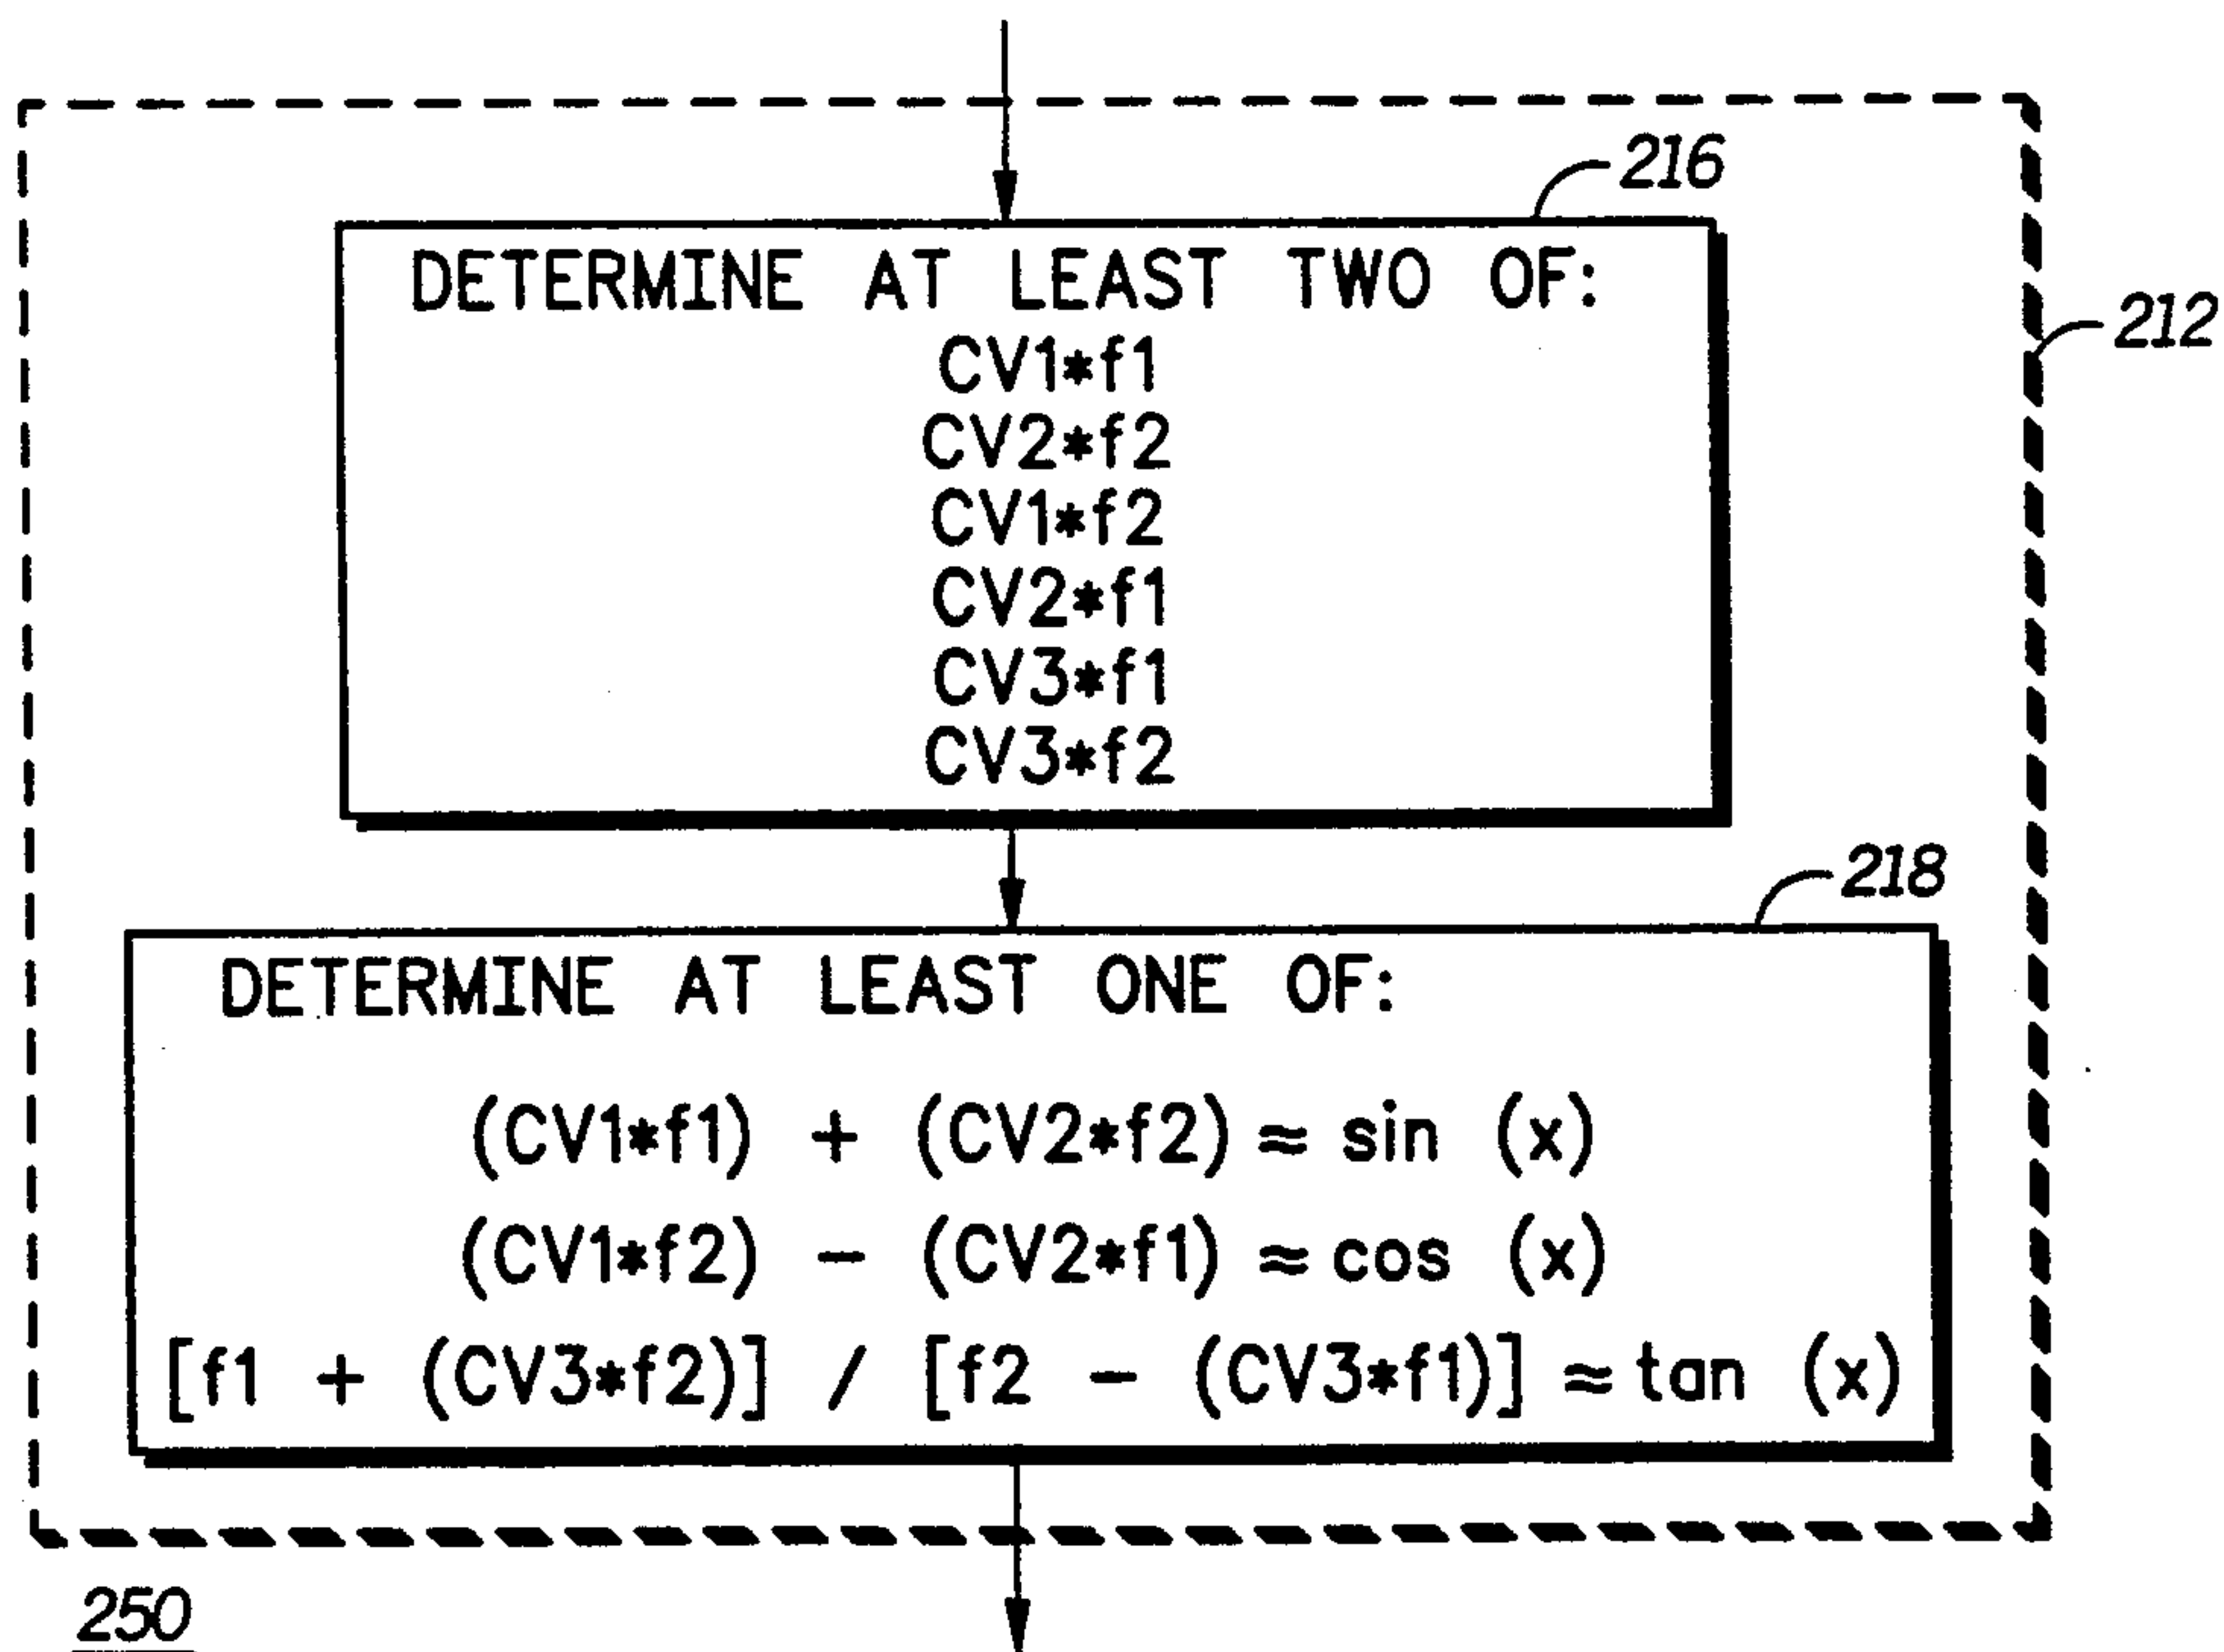 216
DETERMINE AT LEAST TWO OF:
212
CV1*f1
CV2*f2
CV1*f2
CV2*f1
CV3*f1
CV3*f2
218
DETERMINE AT LEAST ONE OF:
(CV1*f1) + (CV2*f2) ≈ sin (x)
(CV1*f2) - (CV2*f1) ≈ cos (x)
[f1 + (CV3*f2)] / [f2 - (CV3*f1)] ≈ tan (x)
250